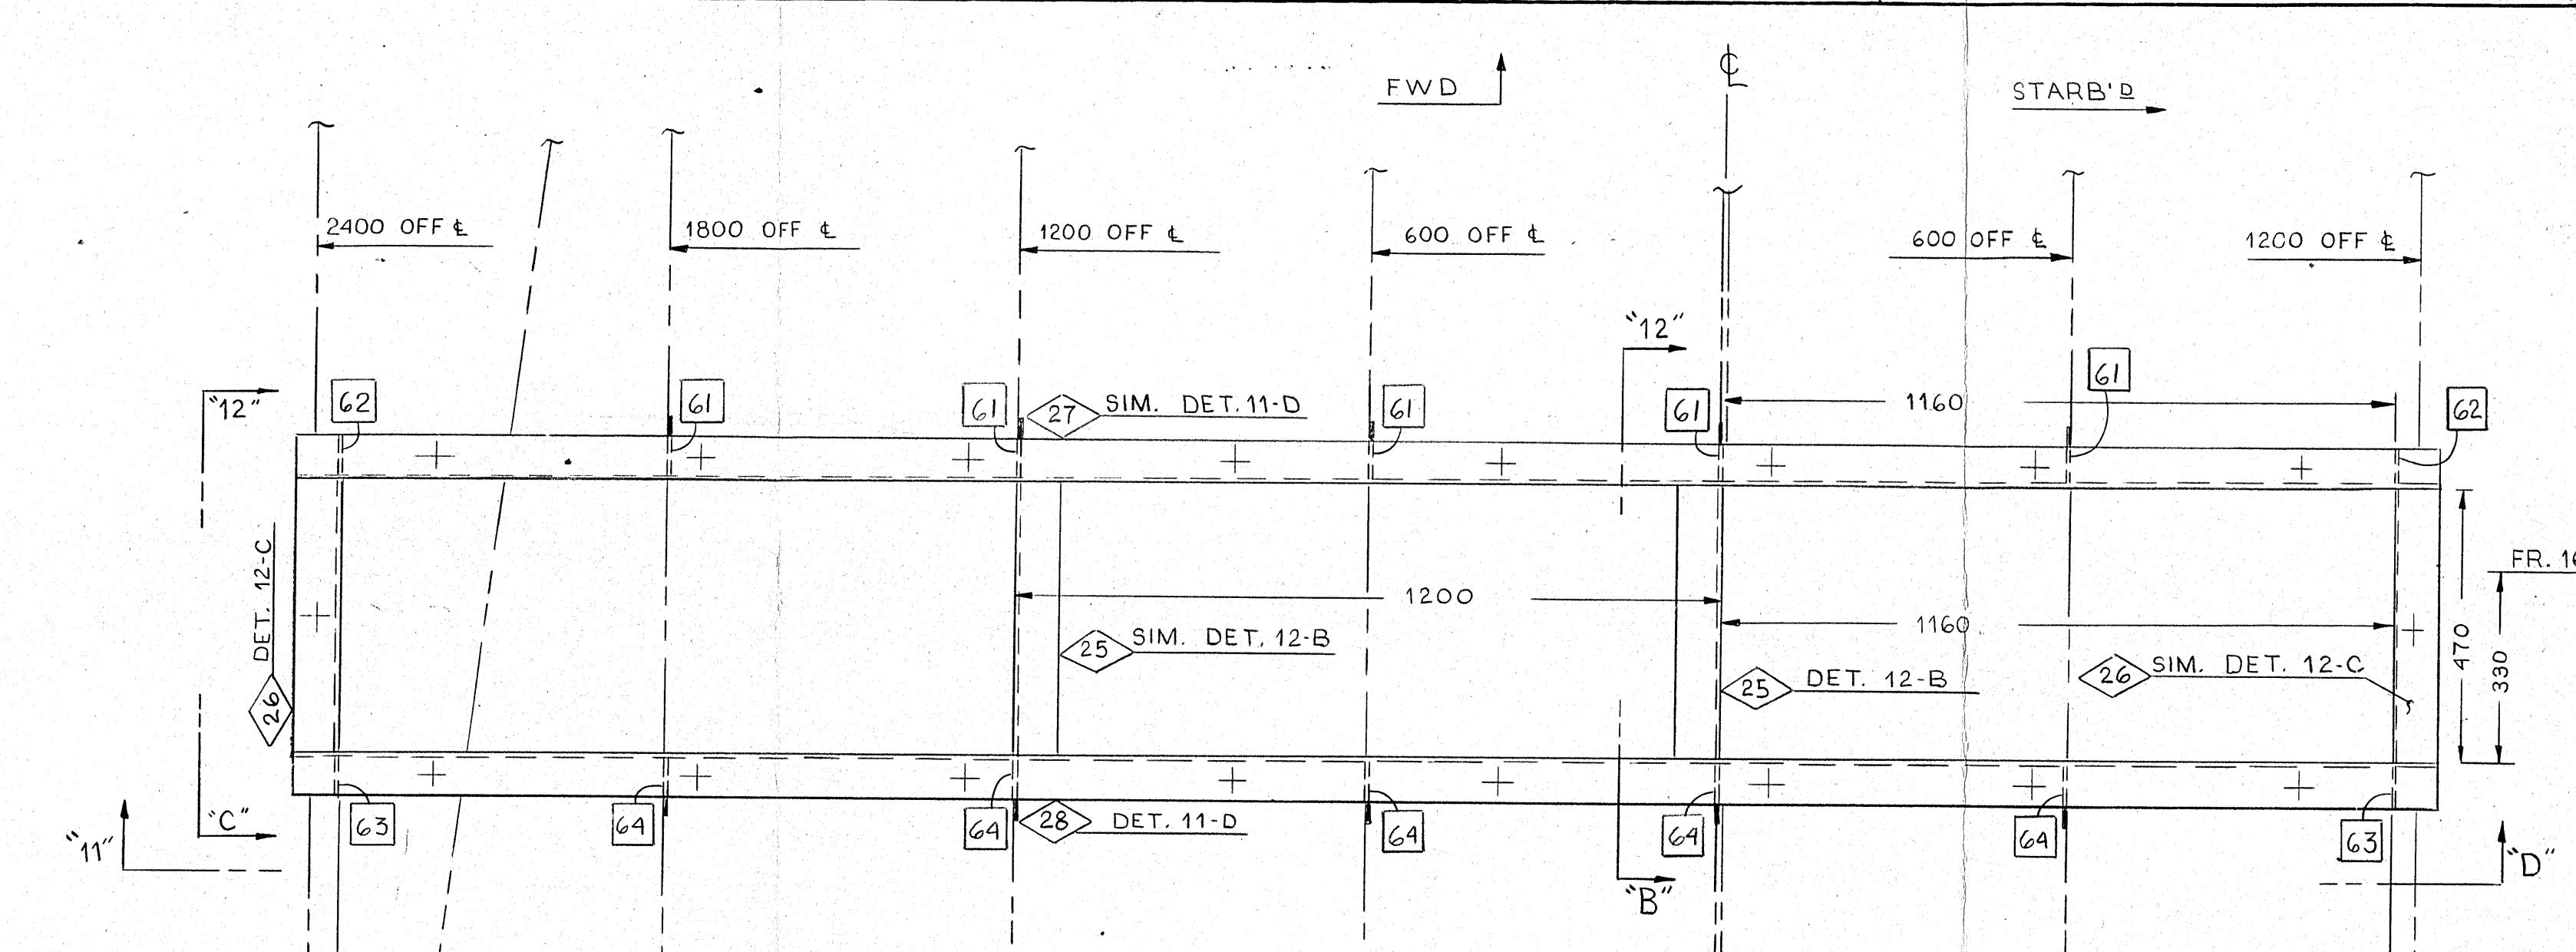 FWD
℄
STARB'D
2400 OFF ℄
1800 OFF ℄
1200 OFF ℄
600 OFF ℄
600 OFF ℄
1200 OFF ℄
"12"
"12"
62
61
61
27 SIM. DET. 11-D
61
61
1160
61
62
DET. 12-C
26
1200
1160
25 SIM. DET. 12-B
25 DET. 12-B
26 SIM. DET. 12-C
470
330
FR.
"11"
"C"
63
64
64
28 DET. 11-D
64
64
"B"
64
63
"D"